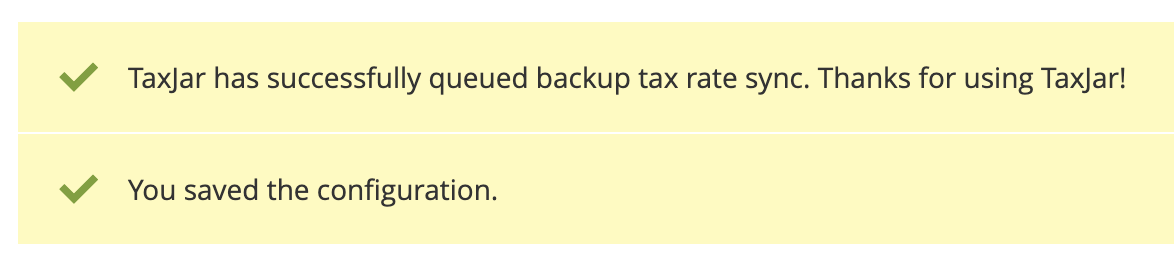 TaxJar has successfully queued backup tax rate sync. Thanks for using TaxJar!
You saved the configuration.